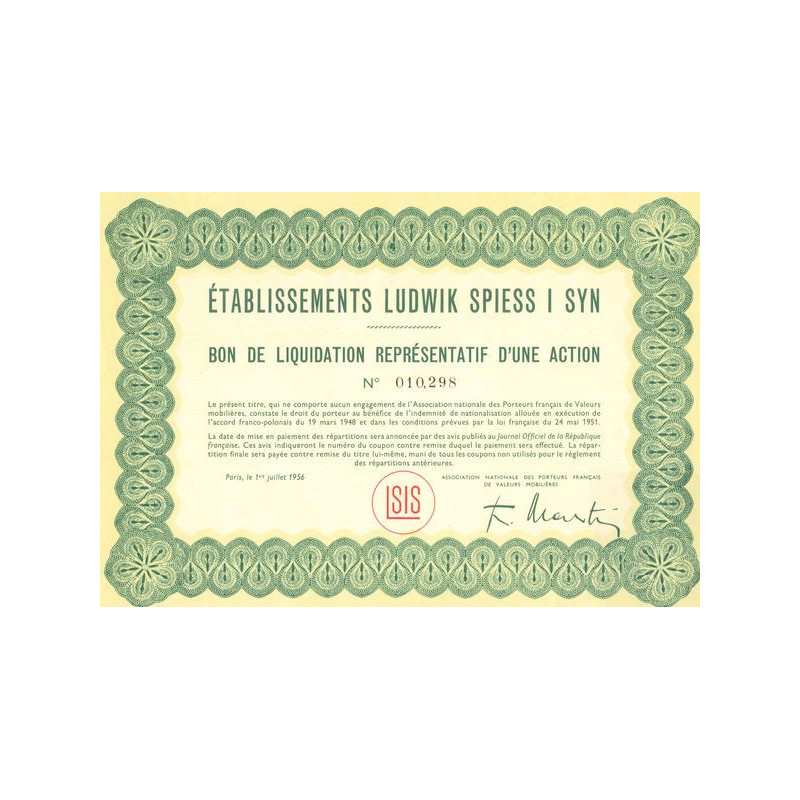 ÉTABLISSEMENTS LUDWIK SPIESS I SYN
BON DE LIQUIDATION REPRÉSENTATIF D'UNE ACTION
N° 010,298
Le présent titre, qui ne comporte aucun engagement de l'Association nationale des Porteurs français de Valeurs
mobilières, constate le droit du porteur au bénéfice de l'indemnité de nationalisation allouée en exécution de
l'accord franco-polonais du 19 mars 1948 et dans les conditions prévues par la loi française du 24 mai 1951.
La date de mise en paiement des répartitions sera annoncée par des avis publiés au Journal Officiel de la République
française. Ces avis indiqueront le numéro du coupon contre remise duquel le paiement sera effectué. La répar-
tition finale sera payée contre remise du titre lui-même, muni de tous les coupons non utilisés pour le règlement
des répartitions antérieures.
Paris, le 1er juillet 1956
ASSOCIATION NATIONALE DES PORTEURS FRANÇAIS
DE VALEURS MOBILIÈRES
LSIS